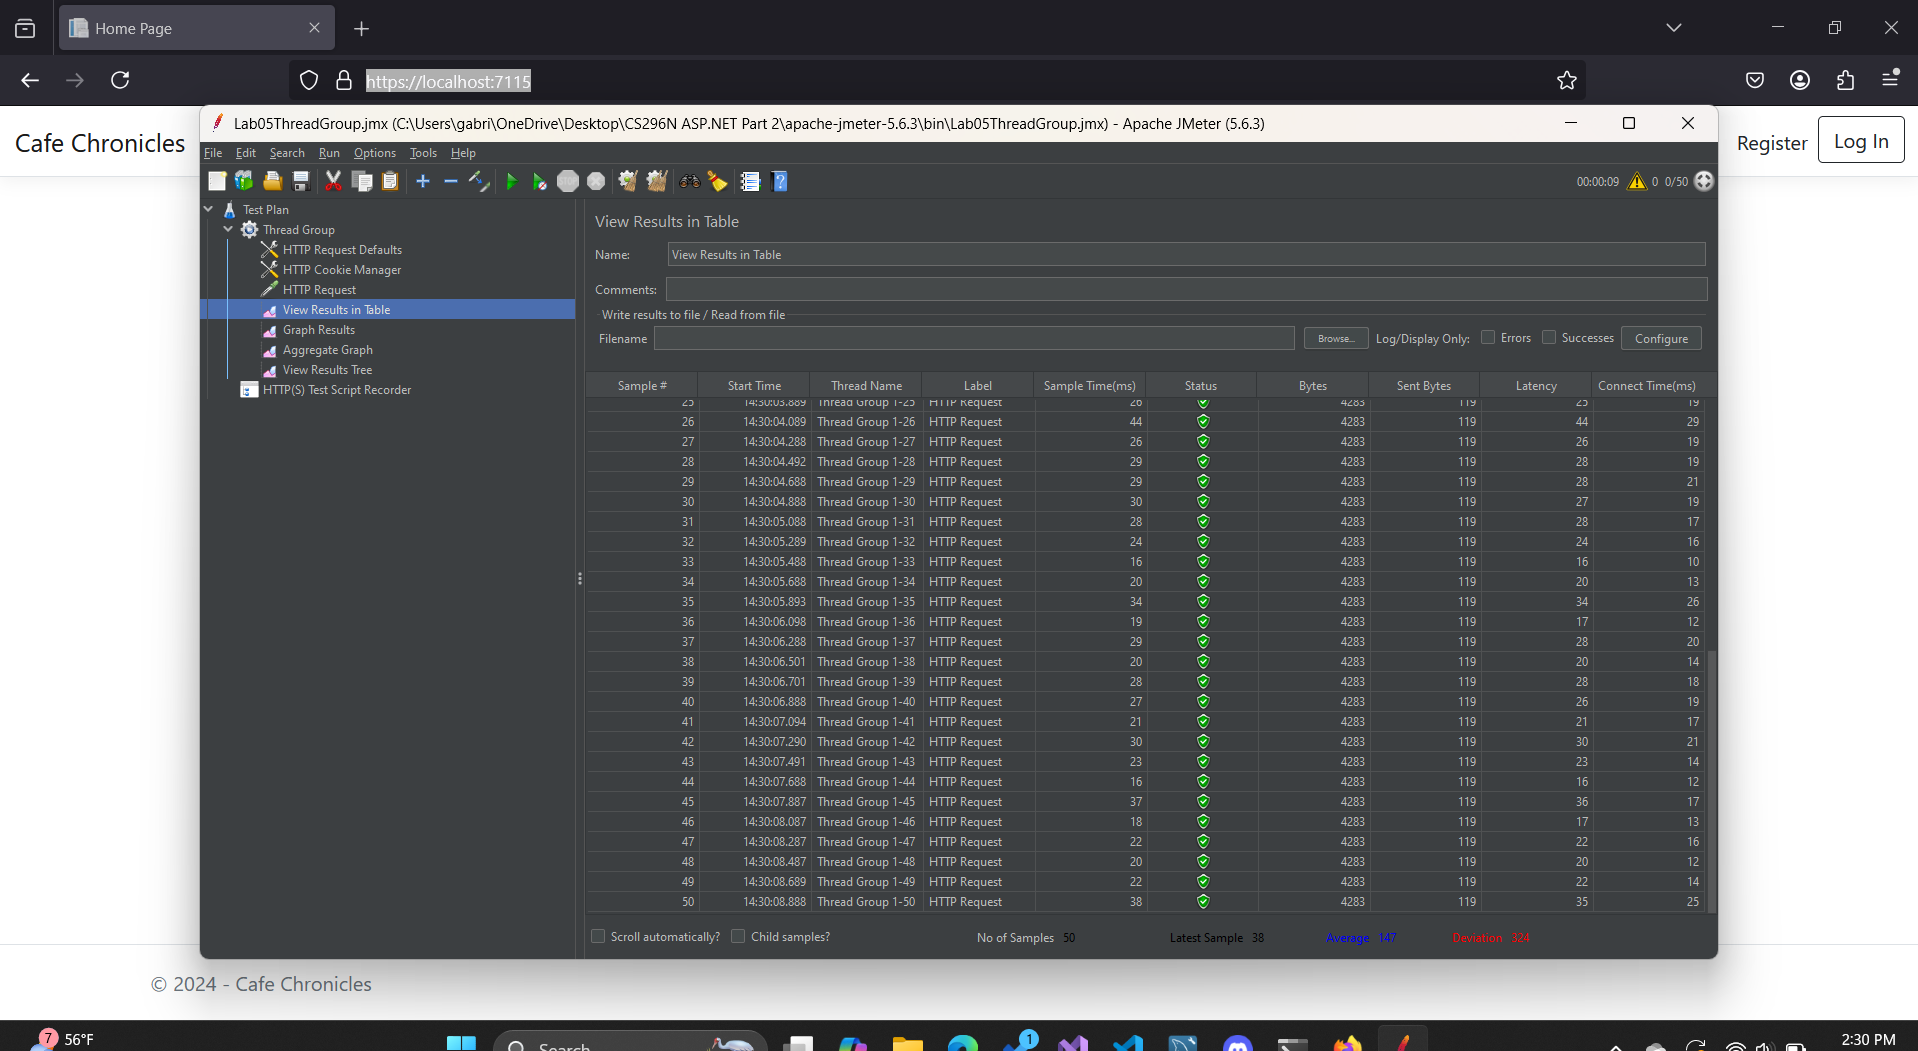 Home Page
https://localhost:7115
Cafe Chronicles
Register
Log In
Lab05ThreadGroup.jmx (C:\Users\gabri\OneDrive\Desktop\CS296N ASP.NET Part 2\apache-jmeter-5.6.3\bin\Lab05ThreadGroup.jmx) - Apache JMeter (5.6.3)
File Edit Search Run Options Tools Help
00:00:09 0 0/50
Test Plan
Thread Group
HTTP Request Defaults
HTTP Cookie Manager
HTTP Request
View Results in Table
Graph Results
Aggregate Graph
View Results Tree
HTTP(S) Test Script Recorder
View Results in Table
Name: View Results in Table
Comments:
Write results to file / Read from file
Filename Browse... Log/Display Only: Errors Successes Configure
Sample # Start Time Thread Name Label Sample Time(ms) Status Bytes Sent Bytes Latency Connect Time(ms)
25 14:30:03.889 Thread Group 1-25 HTTP Request 26 4283 119 25 19
26 14:30:04.089 Thread Group 1-26 HTTP Request 44 4283 119 44 29
27 14:30:04.288 Thread Group 1-27 HTTP Request 26 4283 119 26 19
28 14:30:04.492 Thread Group 1-28 HTTP Request 29 4283 119 28 19
29 14:30:04.688 Thread Group 1-29 HTTP Request 29 4283 119 28 21
30 14:30:04.888 Thread Group 1-30 HTTP Request 30 4283 119 27 19
31 14:30:05.088 Thread Group 1-31 HTTP Request 28 4283 119 28 17
32 14:30:05.289 Thread Group 1-32 HTTP Request 24 4283 119 24 16
33 14:30:05.488 Thread Group 1-33 HTTP Request 16 4283 119 16 10
34 14:30:05.688 Thread Group 1-34 HTTP Request 20 4283 119 20 13
35 14:30:05.893 Thread Group 1-35 HTTP Request 34 4283 119 34 26
36 14:30:06.098 Thread Group 1-36 HTTP Request 19 4283 119 17 12
37 14:30:06.288 Thread Group 1-37 HTTP Request 29 4283 119 28 20
38 14:30:06.501 Thread Group 1-38 HTTP Request 20 4283 119 20 14
39 14:30:06.701 Thread Group 1-39 HTTP Request 28 4283 119 28 18
40 14:30:06.888 Thread Group 1-40 HTTP Request 27 4283 119 26 19
41 14:30:07.094 Thread Group 1-41 HTTP Request 21 4283 119 21 17
42 14:30:07.290 Thread Group 1-42 HTTP Request 30 4283 119 30 21
43 14:30:07.491 Thread Group 1-43 HTTP Request 23 4283 119 23 14
44 14:30:07.688 Thread Group 1-44 HTTP Request 16 4283 119 16 12
45 14:30:07.887 Thread Group 1-45 HTTP Request 37 4283 119 36 17
46 14:30:08.087 Thread Group 1-46 HTTP Request 18 4283 119 17 13
47 14:30:08.287 Thread Group 1-47 HTTP Request 22 4283 119 22 16
48 14:30:08.487 Thread Group 1-48 HTTP Request 20 4283 119 20 12
49 14:30:08.689 Thread Group 1-49 HTTP Request 22 4283 119 22 14
50 14:30:08.888 Thread Group 1-50 HTTP Request 38 4283 119 35 25
Scroll automatically? Child samples? No of Samples 50 Latest Sample 38 Average 147 Deviation 324
© 2024 - Cafe Chronicles
7 56°F
Search
1
2:30 PM